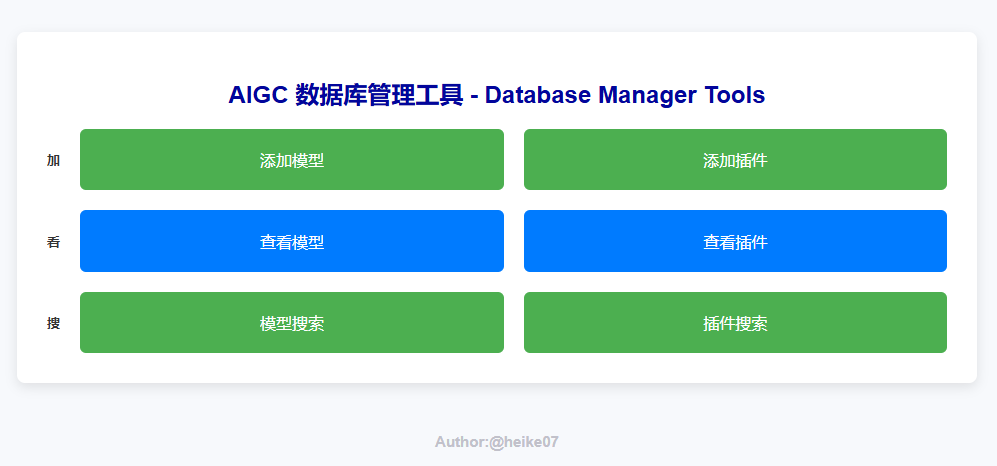 AIGC 数据库管理工具 - Database Manager Tools
加 添加模型 添加插件
看 查看模型 查看插件
搜 模型搜索 插件搜索
Author:@heike07